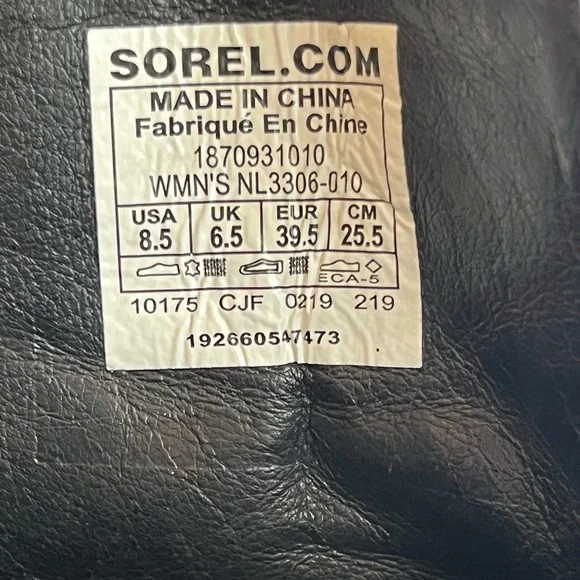 SOREL.COM
MADE IN CHINA
Fabriqué En Chine
1870931010
WMN'S NL3306-010
USA UK EUR CM
8.5 6.5 39.5 25.5
ECA-5
10175 CJF 0219 219
192660547473